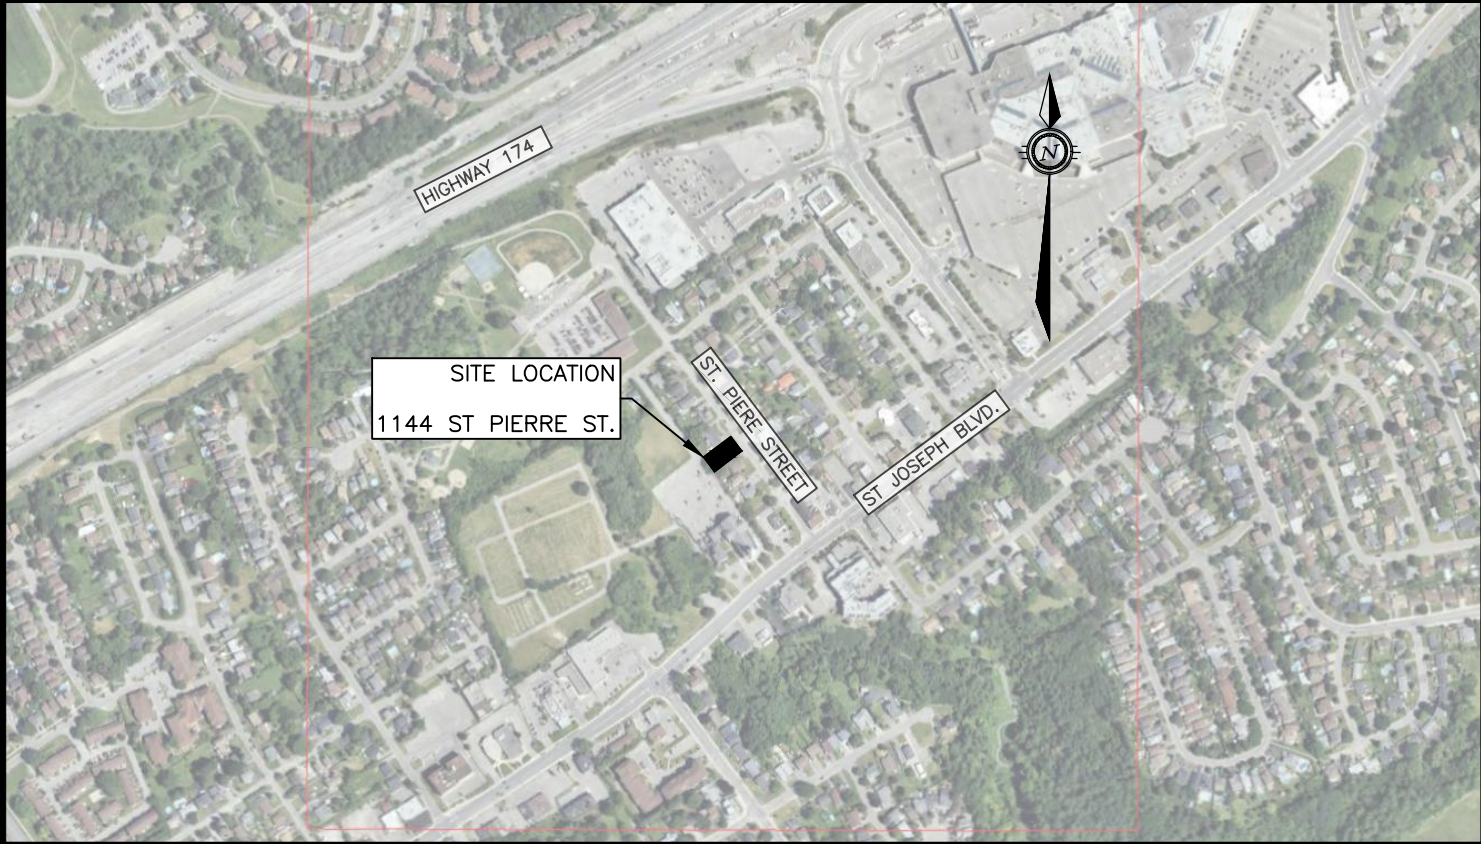 HIGHWAY 174
N
SITE LOCATION
1144 ST PIERRE ST.
ST. PIERE STREET
ST JOSEPH BLVD.